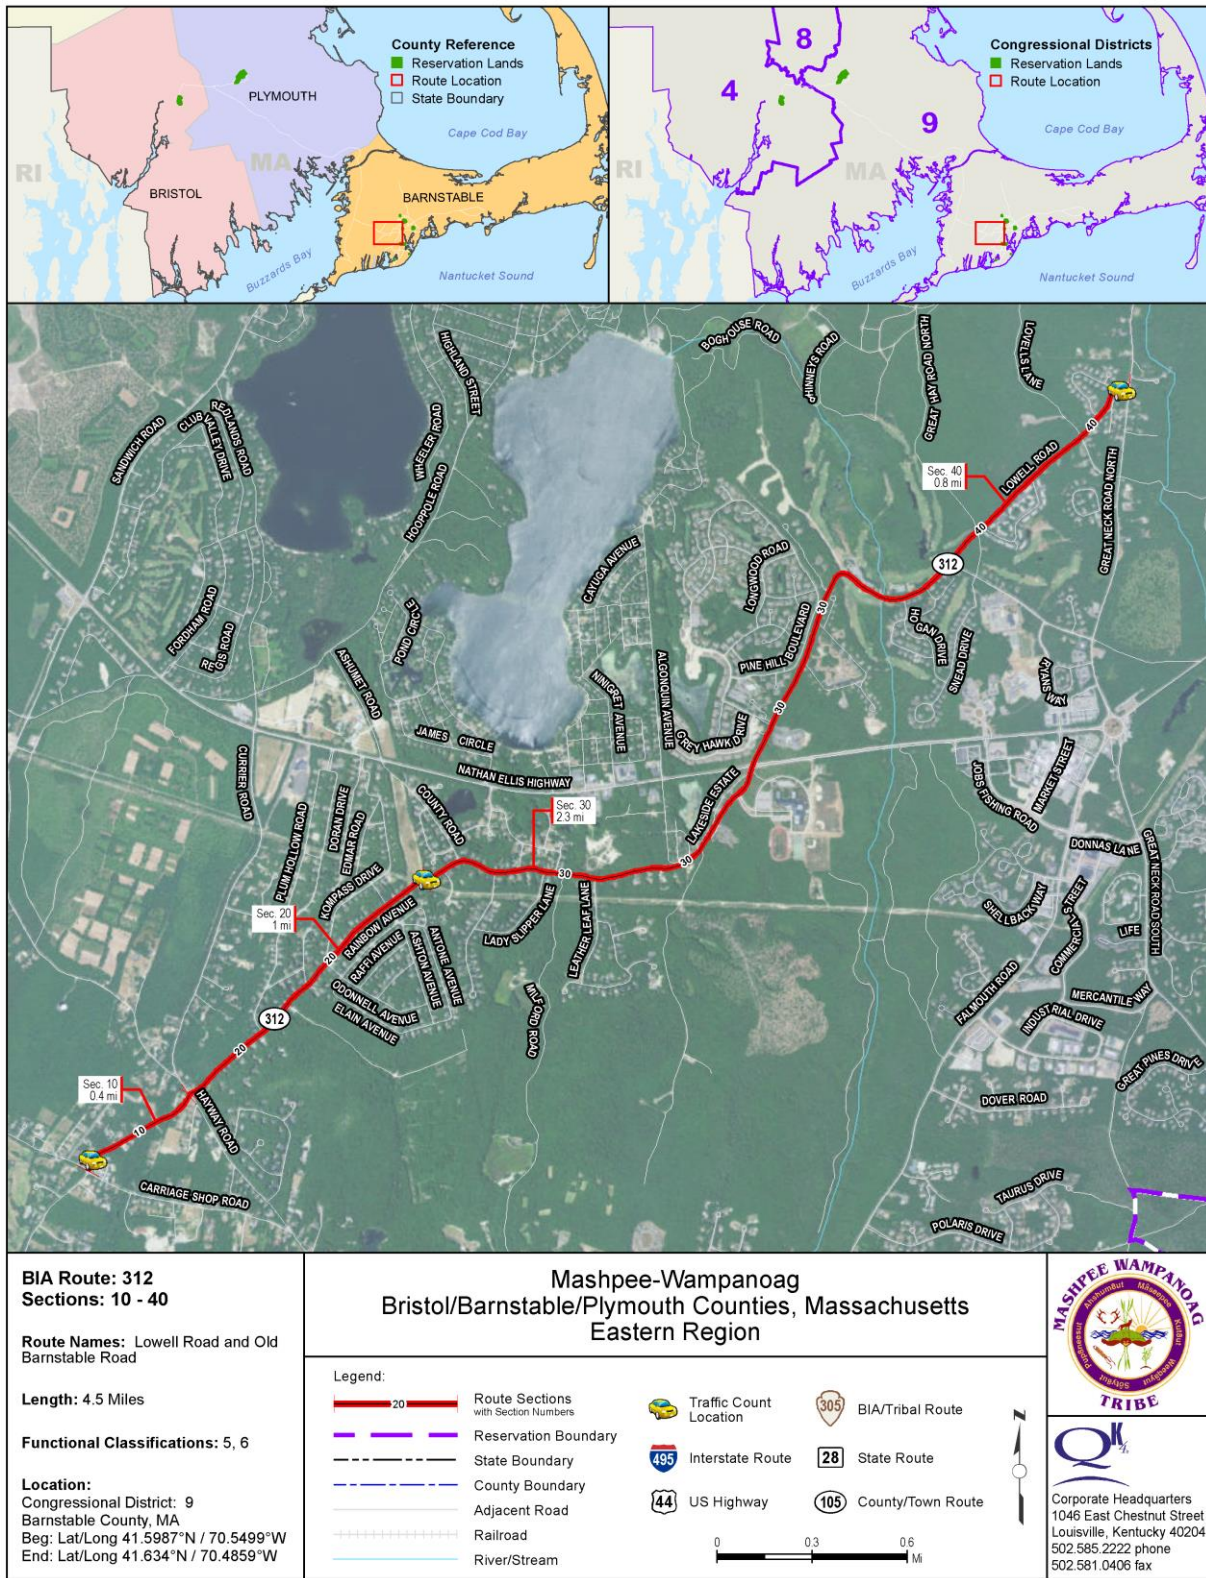 County Reference
Reservation Lands
Route Location
State Boundary
PLYMOUTH
Cape Cod Bay
RI
MA
BRISTOL
BARNSTABLE
Buzzards Bay
Nantucket Sound
Congressional Districts
Reservation Lands
Route Location
8
4
9
Cape Cod Bay
RI
MA
Buzzards Bay
Nantucket Sound
HIGHLAND STREET
BOGHOUSE ROAD
PHINNEYS ROAD
GREAT HAY ROAD NORTH
LOVELLS LANE
SANDWICH ROAD
CLUB VALLEY DRIVE
REDLANDS ROAD
WHEELER ROAD
HOOPPOLE ROAD
40
LOWELL ROAD
Sec. 40
0.8 mi
GREAT NECK ROAD NORTH
40
312
CAYUGA AVENUE
LONGWOOD ROAD
FORDHAM ROAD
REGIS ROAD
POND CIRCLE
30
HOGAN DRIVE
SNEAD DRIVE
PINE HILL BOULEVARD
ASHUMET ROAD
NINIGRET AVENUE
ALGONQUIN AVENUE
RYANS WAY
30
JAMES CIRCLE
GREY HAWK DRIVE
NATHAN ELLIS HIGHWAY
CURRIER ROAD
COUNTY ROAD
Sec. 30
2.3 mi
LAKESIDE ESTATE
JOBS FISHING ROAD
MARKET STREET
PLUM HOLLOW ROAD
DORAN DRIVE
EDMAR ROAD
DONNAS LANE
GREAT NECK ROAD SOUTH
30
30
KOMPASS DRIVE
Sec. 20
1 mi
RAINBOW AVENUE
RAFFI AVENUE
ASHTON AVENUE
ANTONE AVENUE
LADY SLIPPER LANE
LEATHER LEAF LANE
SHELLBACK WAY
COMMERCIAL STREET
LIFE
20
ODONNELL AVENUE
ELAIN AVENUE
MILFORD ROAD
FALMOUTH ROAD
MERCANTILE WAY
INDUSTRIAL DRIVE
312
20
GREAT PINES DRIVE
Sec. 10
0.4 mi
DOVER ROAD
10
HAYWAY ROAD
CARRIAGE SHOP ROAD
TAURUS DRIVE
POLARIS DRIVE
BIA Route: 312
Sections: 10 - 40
Route Names: Lowell Road and Old
Barnstable Road
Length: 4.5 Miles
Functional Classifications: 5, 6
Location:
Congressional District: 9
Barnstable County, MA
Beg: Lat/Long 41.5987°N / 70.5499°W
End: Lat/Long 41.634°N / 70.4859°W
Mashpee-Wampanoag
Bristol/Barnstable/Plymouth Counties, Massachusetts
Eastern Region
Legend:
20
Route Sections
with Section Numbers
Reservation Boundary
State Boundary
County Boundary
Adjacent Road
Railroad
River/Stream
Traffic Count
Location
495 Interstate Route
44 US Highway
305 BIA/Tribal Route
28 State Route
105 County/Town Route
N
0 0.3 0.6
Mi
MASHPEE WAMPANOAG
TRIBE
QK4
Corporate Headquarters
1046 East Chestnut Street
Louisville, Kentucky 40204
502.585.2222 phone
502.581.0406 fax